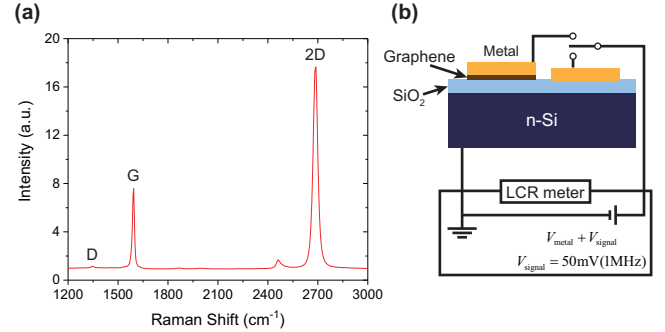 (a)
20
16
12
8
4
0
Intensity (a.u.)
D
G
2D
1200 1500 1800 2100 2400 2700 3000
Raman Shift (cm⁻¹)
(b)
Metal
Graphene
SiO₂
n-Si
LCR meter
V_metal + V_signal
V_signal = 50mV(1MHz)